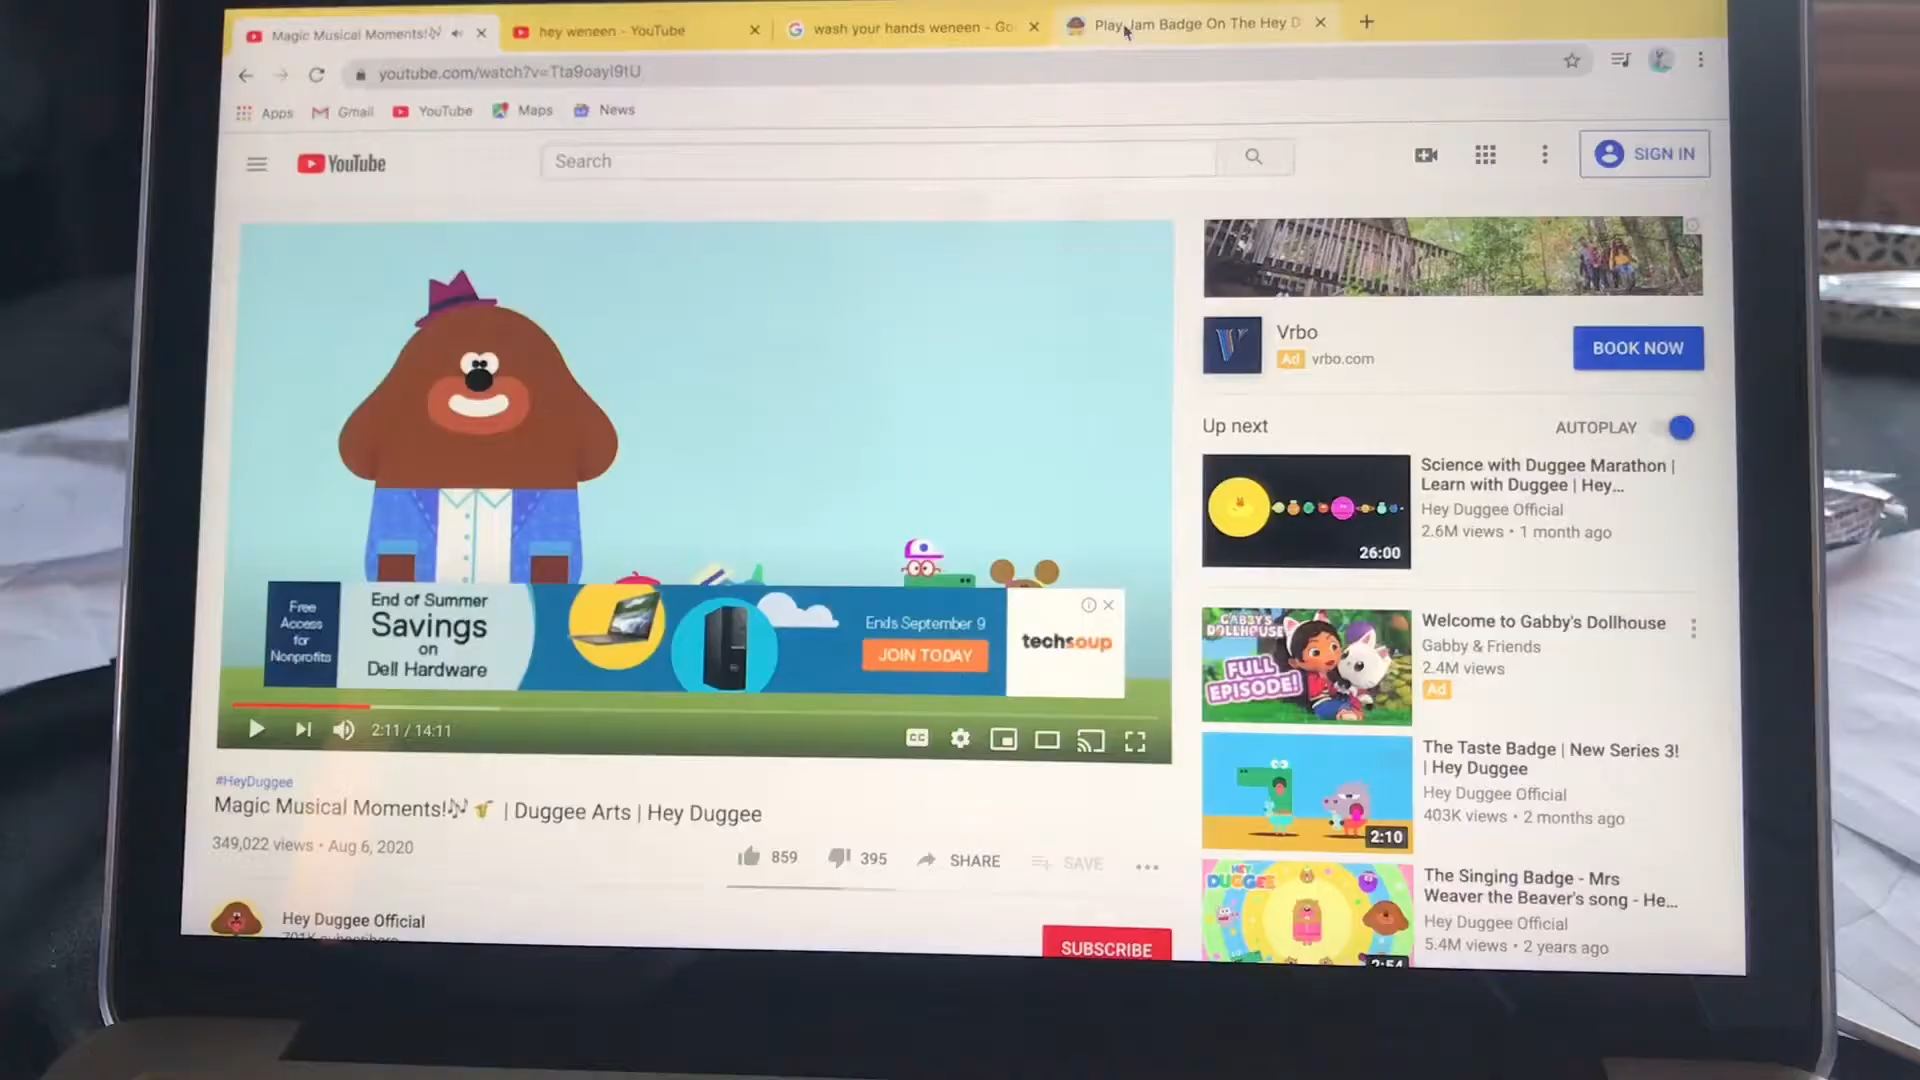 Magic Musical Moments!
hey weneen - YouTube
wash your hands weneen - Go
Play Jam Badge On The Hey D
youtube.com/watch?v=Tta9oayl9tU
Apps
Gmail
YouTube
Maps
News
YouTube
Search
SIGN IN
Free
Access
for
Nonprofits
End of Summer
Savings
on
Dell Hardware
Ends September 9
JOIN TODAY
techsoup
2:11 / 14:11
CC
#HeyDuggee
Magic Musical Moments!🎶🎷 | Duggee Arts | Hey Duggee
349,022 views • Aug 6, 2020
859
395
SHARE
SAVE
Hey Duggee Official
701K subscribers
SUBSCRIBE
V
Vrbo
Ad vrbo.com
BOOK NOW
Up next
AUTOPLAY
Science with Duggee Marathon |
Learn with Duggee | Hey...
Hey Duggee Official
2.6M views • 1 month ago
26:00
GABBY'S
DOLLHOUSE
FULL
EPISODE!
Welcome to Gabby's Dollhouse
Gabby & Friends
2.4M views
Ad
The Taste Badge | New Series 3!
| Hey Duggee
Hey Duggee Official
403K views • 2 months ago
2:10
HEY
DUGGEE
The Singing Badge - Mrs
Weaver the Beaver's song - He...
Hey Duggee Official
5.4M views • 2 years ago
2:54